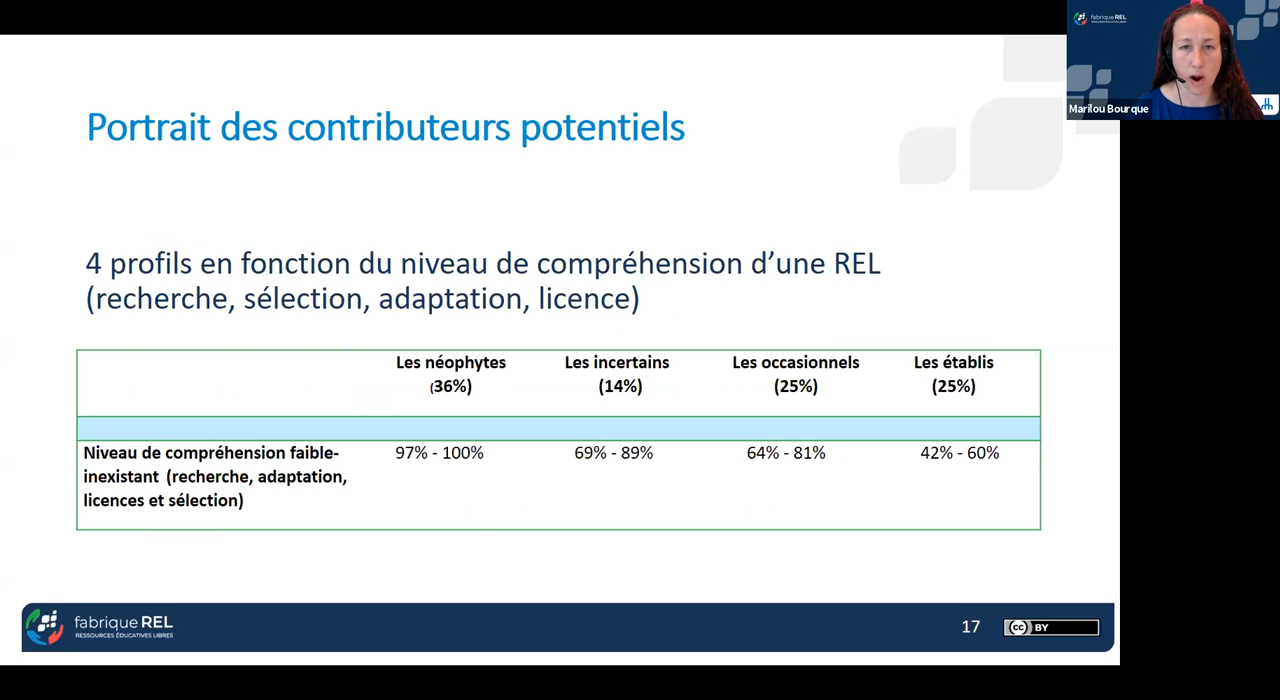 fabrique REL
Marilou Bourque
Portrait des contributeurs potentiels
4 profils en fonction du niveau de compréhension d’une REL
(recherche, sélection, adaptation, licence)
Les néophytes Les incertains Les occasionnels Les établis
(36%) (14%) (25%) (25%)
Niveau de compréhension faible- 97% - 100% 69% - 89% 64% - 81% 42% - 60%
inexistant (recherche, adaptation,
licences et sélection)
fabrique REL
RESSOURCES ÉDUCATIVES LIBRES
17
cc BY